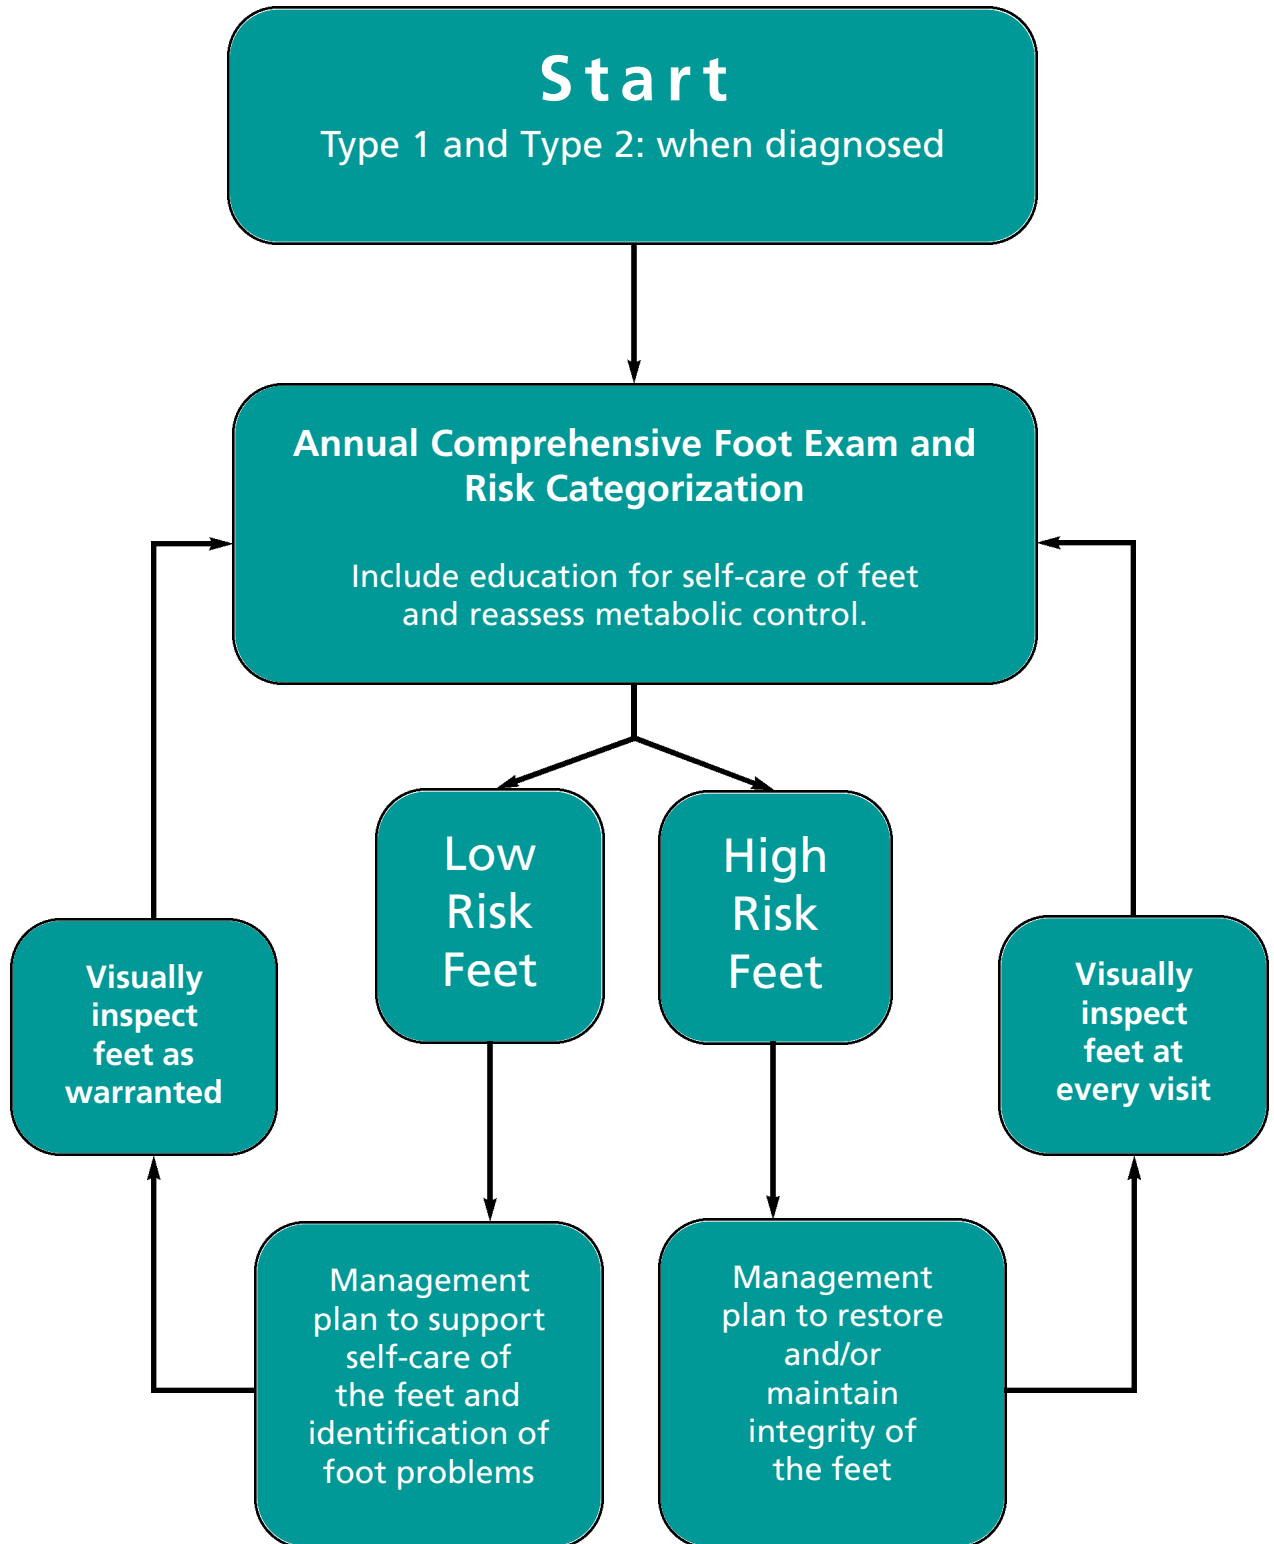 Start
Type 1 and Type 2: when diagnosed
Annual Comprehensive Foot Exam and
Risk Categorization
Include education for self-care of feet
and reassess metabolic control.
Low
Risk
Feet
High
Risk
Feet
Visually
inspect
feet as
warranted
Visually
inspect
feet at
every visit
Management
plan to support
self-care of
the feet and
identification of
foot problems
Management
plan to restore
and/or
maintain
integrity of
the feet